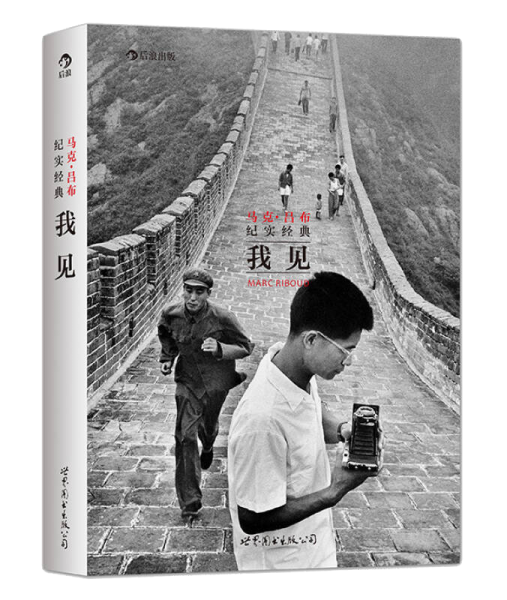 后浪
马克·吕布
纪实经典
我见
世界图书出版公司
后浪出版
马克·吕布
纪实经典
我见
MARC RIBOUD
世界图书出版公司